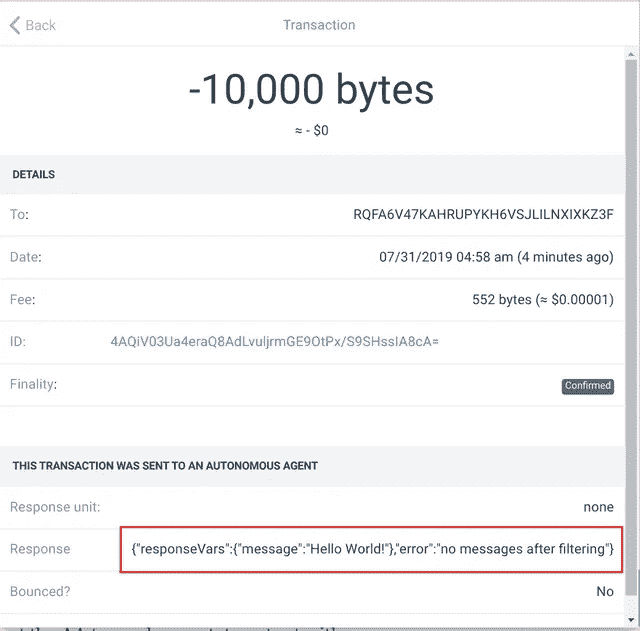 Back
Transaction
-10,000 bytes
≈ - $0
DETAILS
To: RQFA6V47KAHRUPYKH6VSJLILNXIXKZ3F
Date: 07/31/2019 04:58 am (4 minutes ago)
Fee: 552 bytes (≈ $0.00001)
ID: 4AQiV03Ua4eraQ8AdLvuljrmGE9OtPx/S9SHssIA8cA=
Finality: Confirmed
THIS TRANSACTION WAS SENT TO AN AUTONOMOUS AGENT
Response unit: none
Response {"responseVars":{"message":"Hello World!"},"error":"no messages after filtering"}
Bounced? No